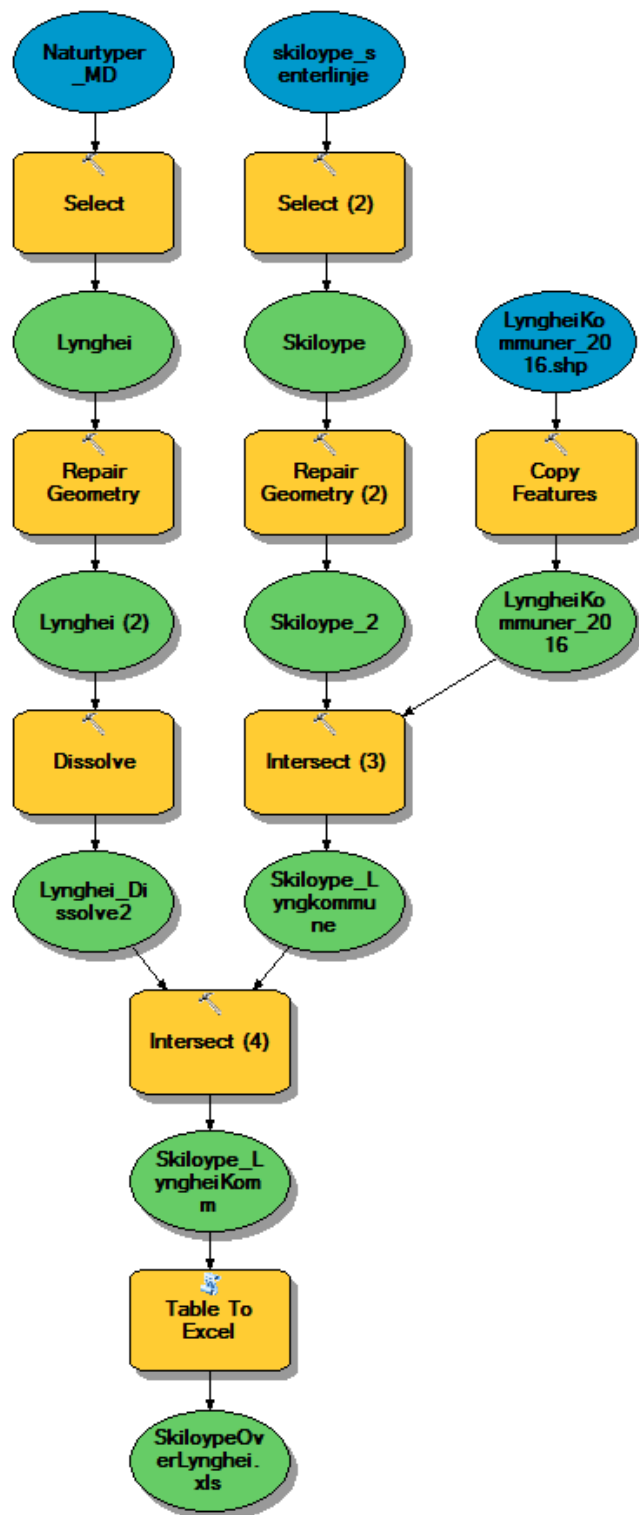 Naturtyper
_MD
skiloype_s
enterlinje
Select
Select (2)
Lynghei
Skiloype
LyngheiKo
mmuner_20
16.shp
Repair
Geometry
Repair
Geometry (2)
Copy
Features
Lynghei (2)
Skiloype_2
LyngheiKo
mmuner_20
16
Dissolve
Intersect (3)
Lynghei_Di
ssolve2
Skiloype_L
yngkommu
ne
Intersect (4)
Skiloype_L
yngheiKom
m
Table To
Excel
SkiloypeOv
erLynghei.
xls